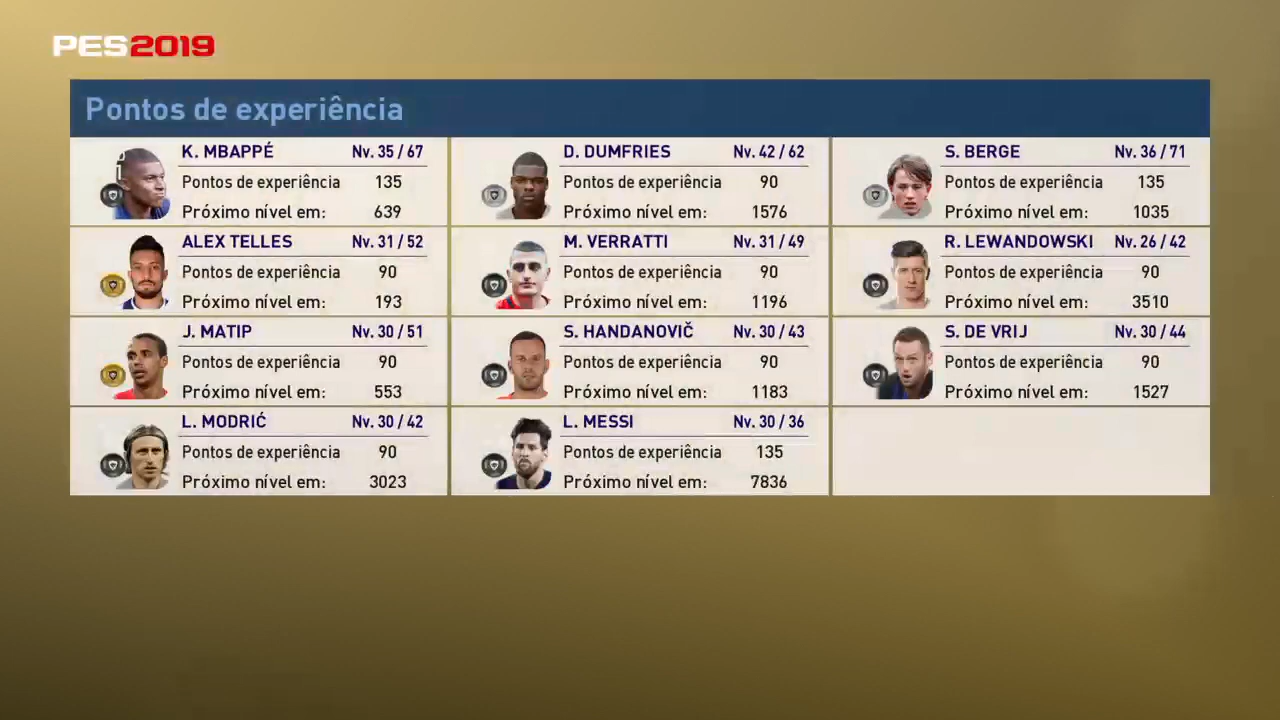 PES2019
Pontos de experiência
K. MBAPPÉ Nv. 35 / 67
Pontos de experiência 135
Próximo nível em: 639
D. DUMFRIES Nv. 42 / 62
Pontos de experiência 90
Próximo nível em: 1576
S. BERGE Nv. 36 / 71
Pontos de experiência 135
Próximo nível em: 1035
ALEX TELLES Nv. 31 / 52
Pontos de experiência 90
Próximo nível em: 193
M. VERRATTI Nv. 31 / 49
Pontos de experiência 90
Próximo nível em: 1196
R. LEWANDOWSKI Nv. 26 / 42
Pontos de experiência 90
Próximo nível em: 3510
J. MATIP Nv. 30 / 51
Pontos de experiência 90
Próximo nível em: 553
S. HANDANOVIČ Nv. 30 / 43
Pontos de experiência 90
Próximo nível em: 1183
S. DE VRIJ Nv. 30 / 44
Pontos de experiência 90
Próximo nível em: 1527
L. MODRIĆ Nv. 30 / 42
Pontos de experiência 90
Próximo nível em: 3023
L. MESSI Nv. 30 / 36
Pontos de experiência 135
Próximo nível em: 7836